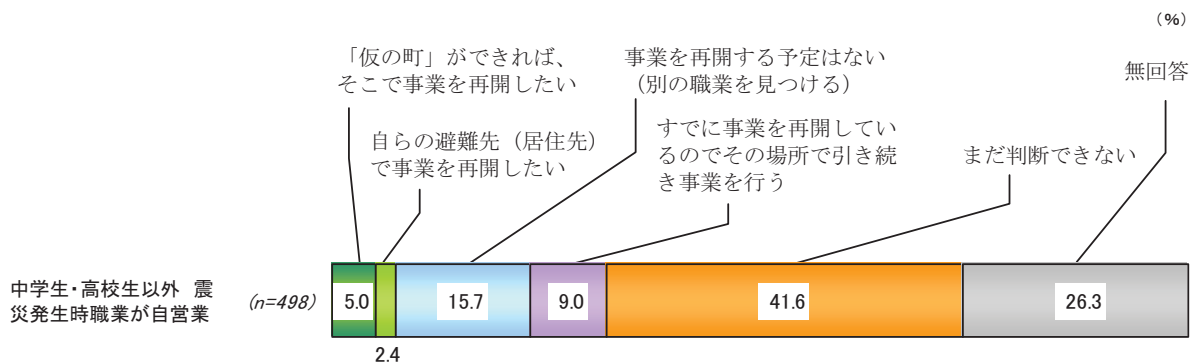 （%）
「仮の町」ができれば、
そこで事業を再開したい
自らの避難先（居住先）
で事業を再開したい
事業を再開する予定はない
（別の職業を見つける）
すでに事業を再開してい
るのでその場所で引き続
き事業を行う
まだ判断できない
無回答
中学生・高校生以外 震
災発生時職業が自営業
(n=498)
5.0
2.4
15.7
9.0
41.6
26.3